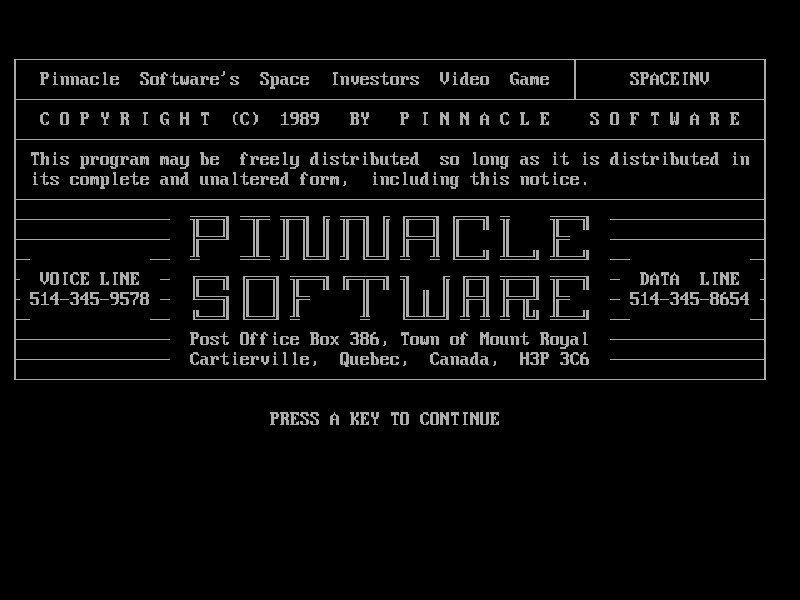 Pinnacle Software's Space Investors Video Game SPACEINV
C O P Y R I G H T (C) 1989 BY P I N N A C L E S O F T W A R E
This program may be freely distributed so long as it is distributed in
its complete and unaltered form, including this notice.
PINNACLE
SOFTWARE
VOICE LINE
514-345-9578
DATA LINE
514-345-8654
Post Office Box 386, Town of Mount Royal
Cartierville, Quebec, Canada, H3P 3C6
PRESS A KEY TO CONTINUE